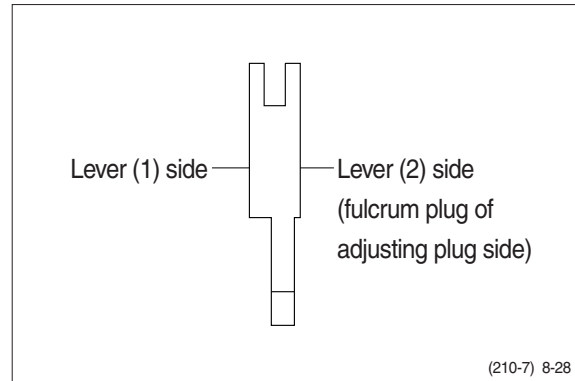 Lever (1) side
Lever (2) side
(fulcrum plug of
adjusting plug side)
(210-7) 8-28